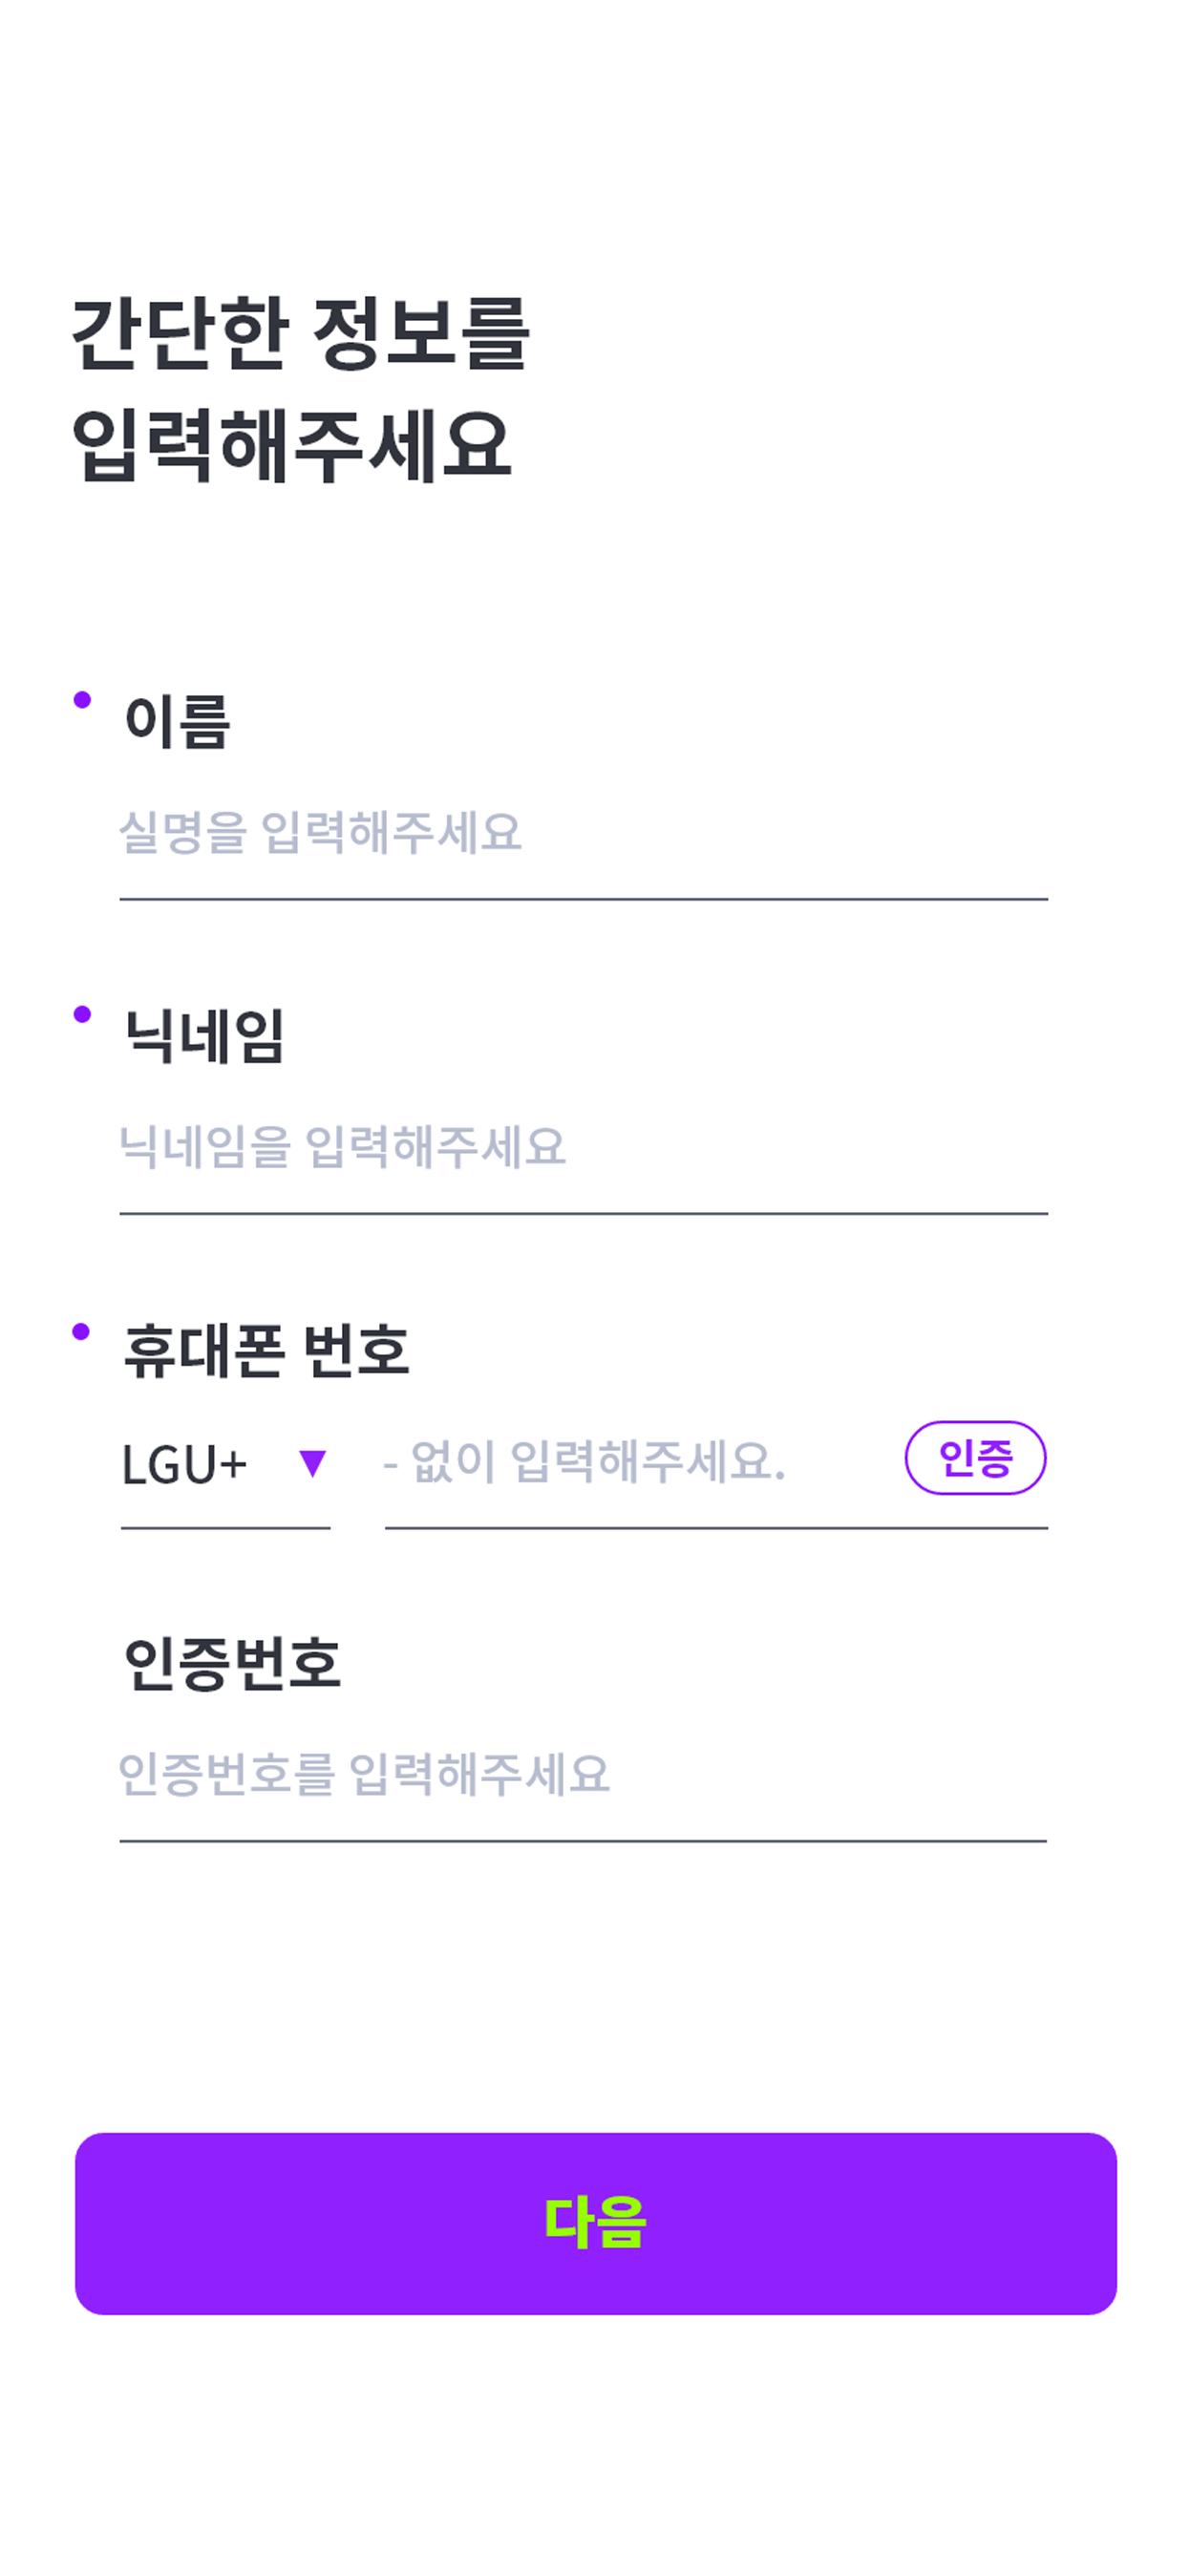 간단한 정보를
입력해주세요
이름
실명을 입력해주세요
닉네임
닉네임을 입력해주세요
휴대폰 번호
LGU+ ▼ - 없이 입력해주세요. 인증
인증번호
인증번호를 입력해주세요
다음